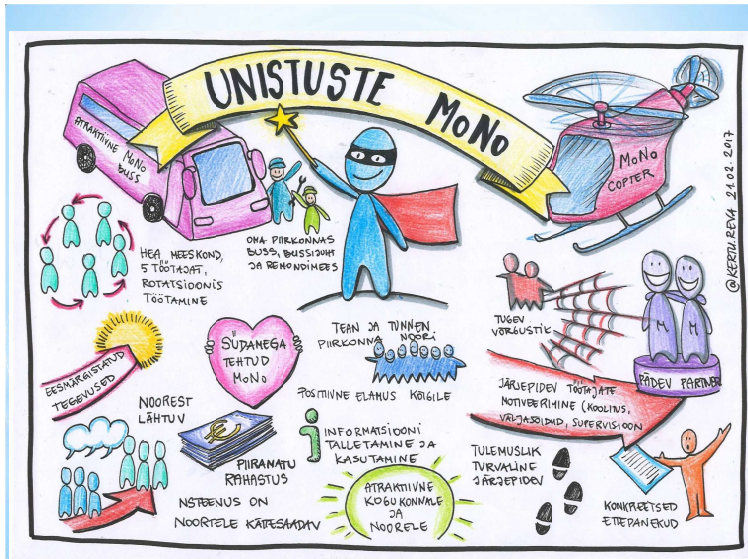 UNISTUSTE MoNo
ATRAKTIIVNE MoNo
BUSS
MoNo
COPTER
@KERTU.REVA 21.02.2017
HEA MEESKOND,
5 TÖÖTAJAT,
ROTATSIOONIS
TÖÖTAMINE
OMA PIIRKONNAS
BUSS, BUSSIJUHT
JA REMONDIMEES
TUGEV
VÕRGUSTIK
M M
PÄDEV PARTNER
EESMÄRGISTATUD
TEGEVUSED
SÜDAMEGA
TEHTUD
MoNo
TEAN JA TUNNEN
PIIRKONNA NOORI
POSITIIVNE ELAMUS KÕIGILE
JÄRJEPIDEV TÖÖTAJATE
MOTIVEERIMINE (KOOLITUS,
VÄLJASÕIDUD, SUPERVISIOON
NOOREST
LÄHTUV
€
PIIRAMATU
RAHASTUS
NSTEENUS ON
NOORTELE KÄTTESAADAV
i
INFORMATSIOONI
TALLETAMINE JA
KASUTAMINE
ATRAKTIIVNE
KOGUKONNALE
JA
NOORELE
TULEMUSLIK
TURVALINE
JÄRJEPIDEV
KONKREETSED
ETTEPANEKUD